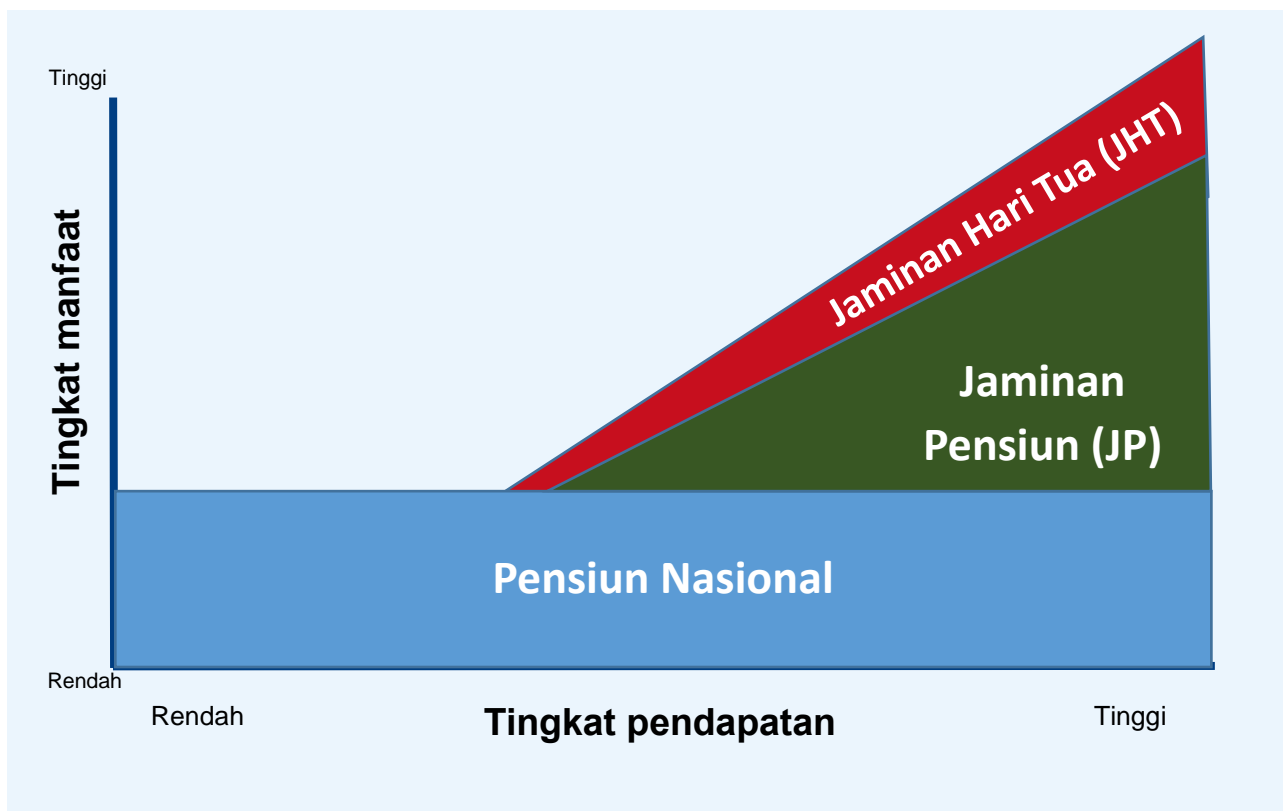 Tinggi
Tingkat manfaat
Jaminan Hari Tua (JHT)
Jaminan
Pensiun (JP)
Pensiun Nasional
Rendah
Rendah
Tingkat pendapatan
Tinggi